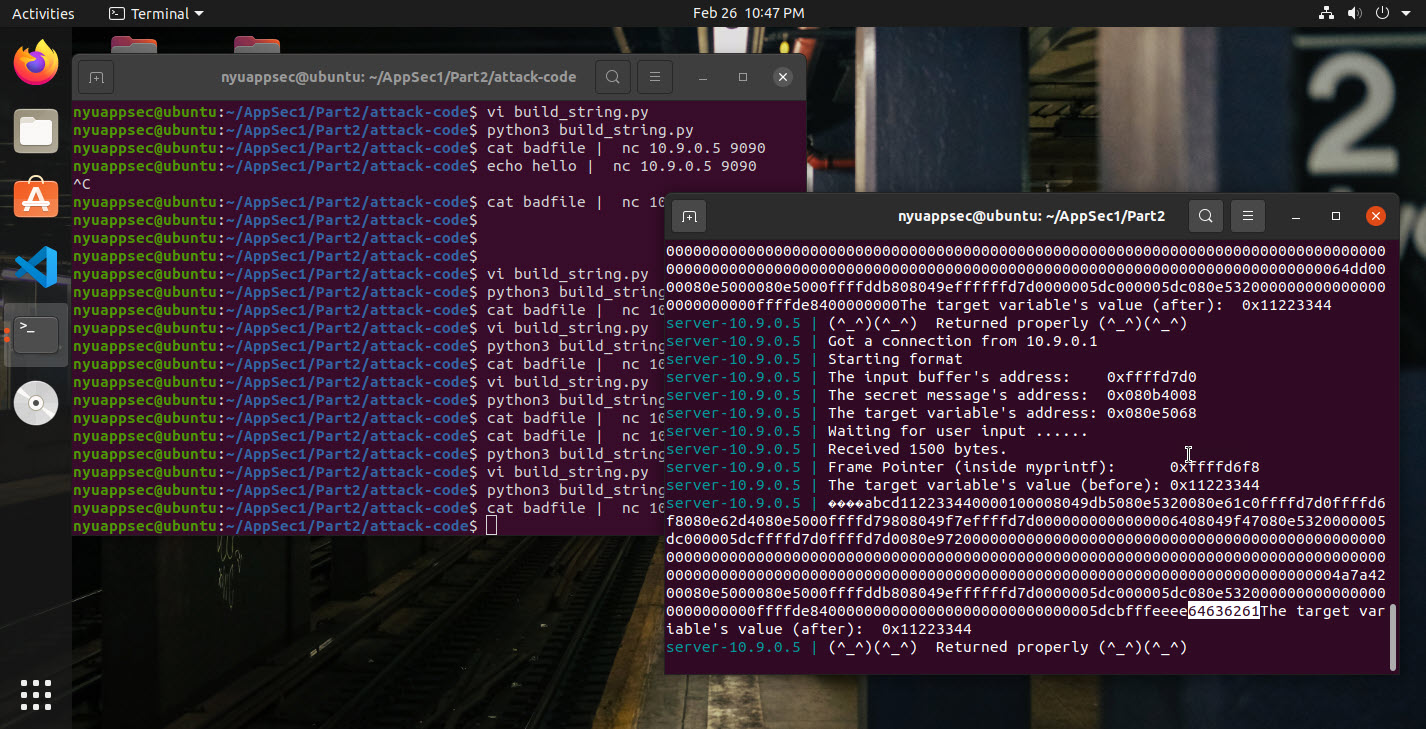 Activities
Terminal
Feb 26 10:47 PM
nyuappsec@ubuntu: ~/AppSec1/Part2/attack-code
nyuappsec@ubuntu:~/AppSec1/Part2/attack-code$ vi build_string.py
nyuappsec@ubuntu:~/AppSec1/Part2/attack-code$ python3 build_string.py
nyuappsec@ubuntu:~/AppSec1/Part2/attack-code$ cat badfile |  nc 10.9.0.5 9090
nyuappsec@ubuntu:~/AppSec1/Part2/attack-code$ echo hello |  nc 10.9.0.5 9090
^C
nyuappsec@ubuntu:~/AppSec1/Part2/attack-code$ cat badfile |  nc 10
nyuappsec@ubuntu:~/AppSec1/Part2/attack-code$
nyuappsec@ubuntu:~/AppSec1/Part2/attack-code$
nyuappsec@ubuntu:~/AppSec1/Part2/attack-code$
nyuappsec@ubuntu:~/AppSec1/Part2/attack-code$ vi build_string.py
nyuappsec@ubuntu:~/AppSec1/Part2/attack-code$ python3 build_string
nyuappsec@ubuntu:~/AppSec1/Part2/attack-code$ cat badfile |  nc 10
nyuappsec@ubuntu:~/AppSec1/Part2/attack-code$ vi build_string.py
nyuappsec@ubuntu:~/AppSec1/Part2/attack-code$ python3 build_string
nyuappsec@ubuntu:~/AppSec1/Part2/attack-code$ cat badfile |  nc 10
nyuappsec@ubuntu:~/AppSec1/Part2/attack-code$ vi build_string.py
nyuappsec@ubuntu:~/AppSec1/Part2/attack-code$ python3 build_string
nyuappsec@ubuntu:~/AppSec1/Part2/attack-code$ cat badfile |  nc 10
nyuappsec@ubuntu:~/AppSec1/Part2/attack-code$ cat badfile |  nc 10
nyuappsec@ubuntu:~/AppSec1/Part2/attack-code$ python3 build_string
nyuappsec@ubuntu:~/AppSec1/Part2/attack-code$ vi build_string.py
nyuappsec@ubuntu:~/AppSec1/Part2/attack-code$ python3 build_string
nyuappsec@ubuntu:~/AppSec1/Part2/attack-code$ cat badfile |  nc 10
nyuappsec@ubuntu:~/AppSec1/Part2/attack-code$
nyuappsec@ubuntu: ~/AppSec1/Part2
00000000000000000000000000000000000000000000000000000000000000000000000000000000
0000000000000000000000000000000000000000000000000000000000000000000000000064dd00
000080e5000080e5000ffffddb808049effffffd7d0000005dc000005dc080e53200000000000000
0000000000ffffde8400000000The target variable's value (after):  0x11223344
server-10.9.0.5 | (^_^)(^_^)  Returned properly (^_^)(^_^)
server-10.9.0.5 | Got a connection from 10.9.0.1
server-10.9.0.5 | Starting format
server-10.9.0.5 | The input buffer's address:    0xffffd7d0
server-10.9.0.5 | The secret message's address:  0x080b4008
server-10.9.0.5 | The target variable's address: 0x080e5068
server-10.9.0.5 | Waiting for user input ......
server-10.9.0.5 | Received 1500 bytes.
server-10.9.0.5 | Frame Pointer (inside myprintf):      0xffffd6f8
server-10.9.0.5 | The target variable's value (before): 0x11223344
server-10.9.0.5 | ����abcd112233440000100008049db5080e5320080e61c0ffffd7d0ffffd6
f8080e62d4080e5000ffffd79808049f7effffd7d0000000000000006408049f47080e5320000005
dc000005dcffffd7d0ffffd7d0080e97200000000000000000000000000000000000000000000000
00000000000000000000000000000000000000000000000000000000000000000000000000000000
000000000000000000000000000000000000000000000000000000000000000000000000004a7a42
000080e5000080e5000ffffddb808049effffffd7d0000005dc000005dc080e53200000000000000
0000000000ffffde8400000000000000000000000000000005dcbfffeeee64636261The target var
iable's value (after):  0x11223344
server-10.9.0.5 | (^_^)(^_^)  Returned properly (^_^)(^_^)